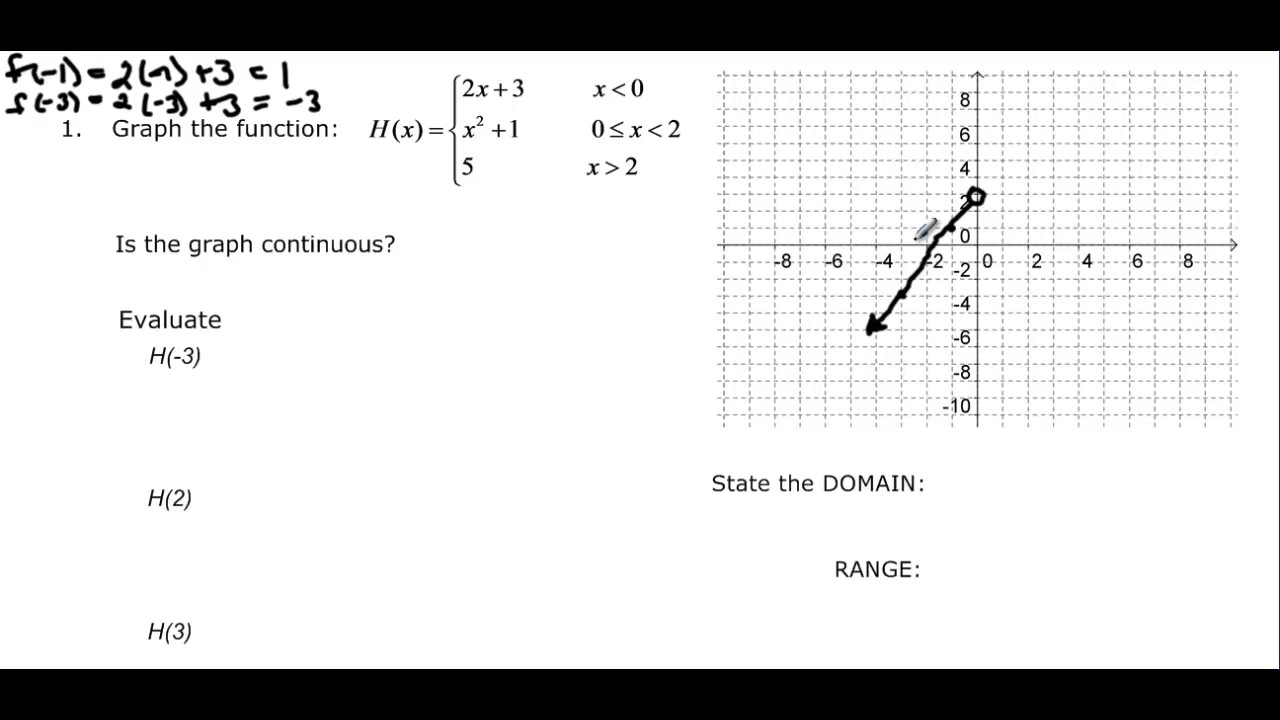 f(-1) = 2(-1) + 3 = 1
f(-3) = 2(-3) + 3 = -3
1. Graph the function: H(x) = { 2x + 3 x < 0
x² + 1 0 ≤ x < 2
5 x > 2
Is the graph continuous?
Evaluate
H(-3)
H(2)
H(3)
8
6
4
2
0
-8 -6 -4 -2 0 2 4 6 8
-2
-4
-6
-8
-10
State the DOMAIN:
RANGE: